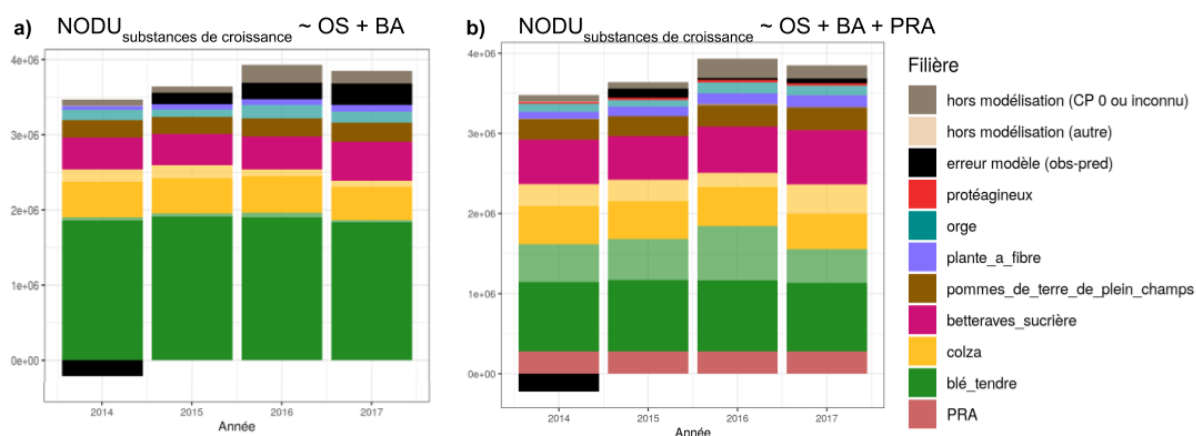 a) NODU substances de croissance ~ OS + BA
4e+06
3e+06
2e+06
1e+06
0e+00
2014 2015 2016 2017
Année
b) NODU substances de croissance ~ OS + BA + PRA
4e+06
3e+06
2e+06
1e+06
0e+00
2014 2015 2016 2017
Année
Filière
hors modélisation (CP 0 ou inconnu)
hors modélisation (autre)
erreur modèle (obs-pred)
protéagineux
orge
plante_a_fibre
pommes_de_terre_de_plein_champs
betteraves_sucrière
colza
blé_tendre
PRA